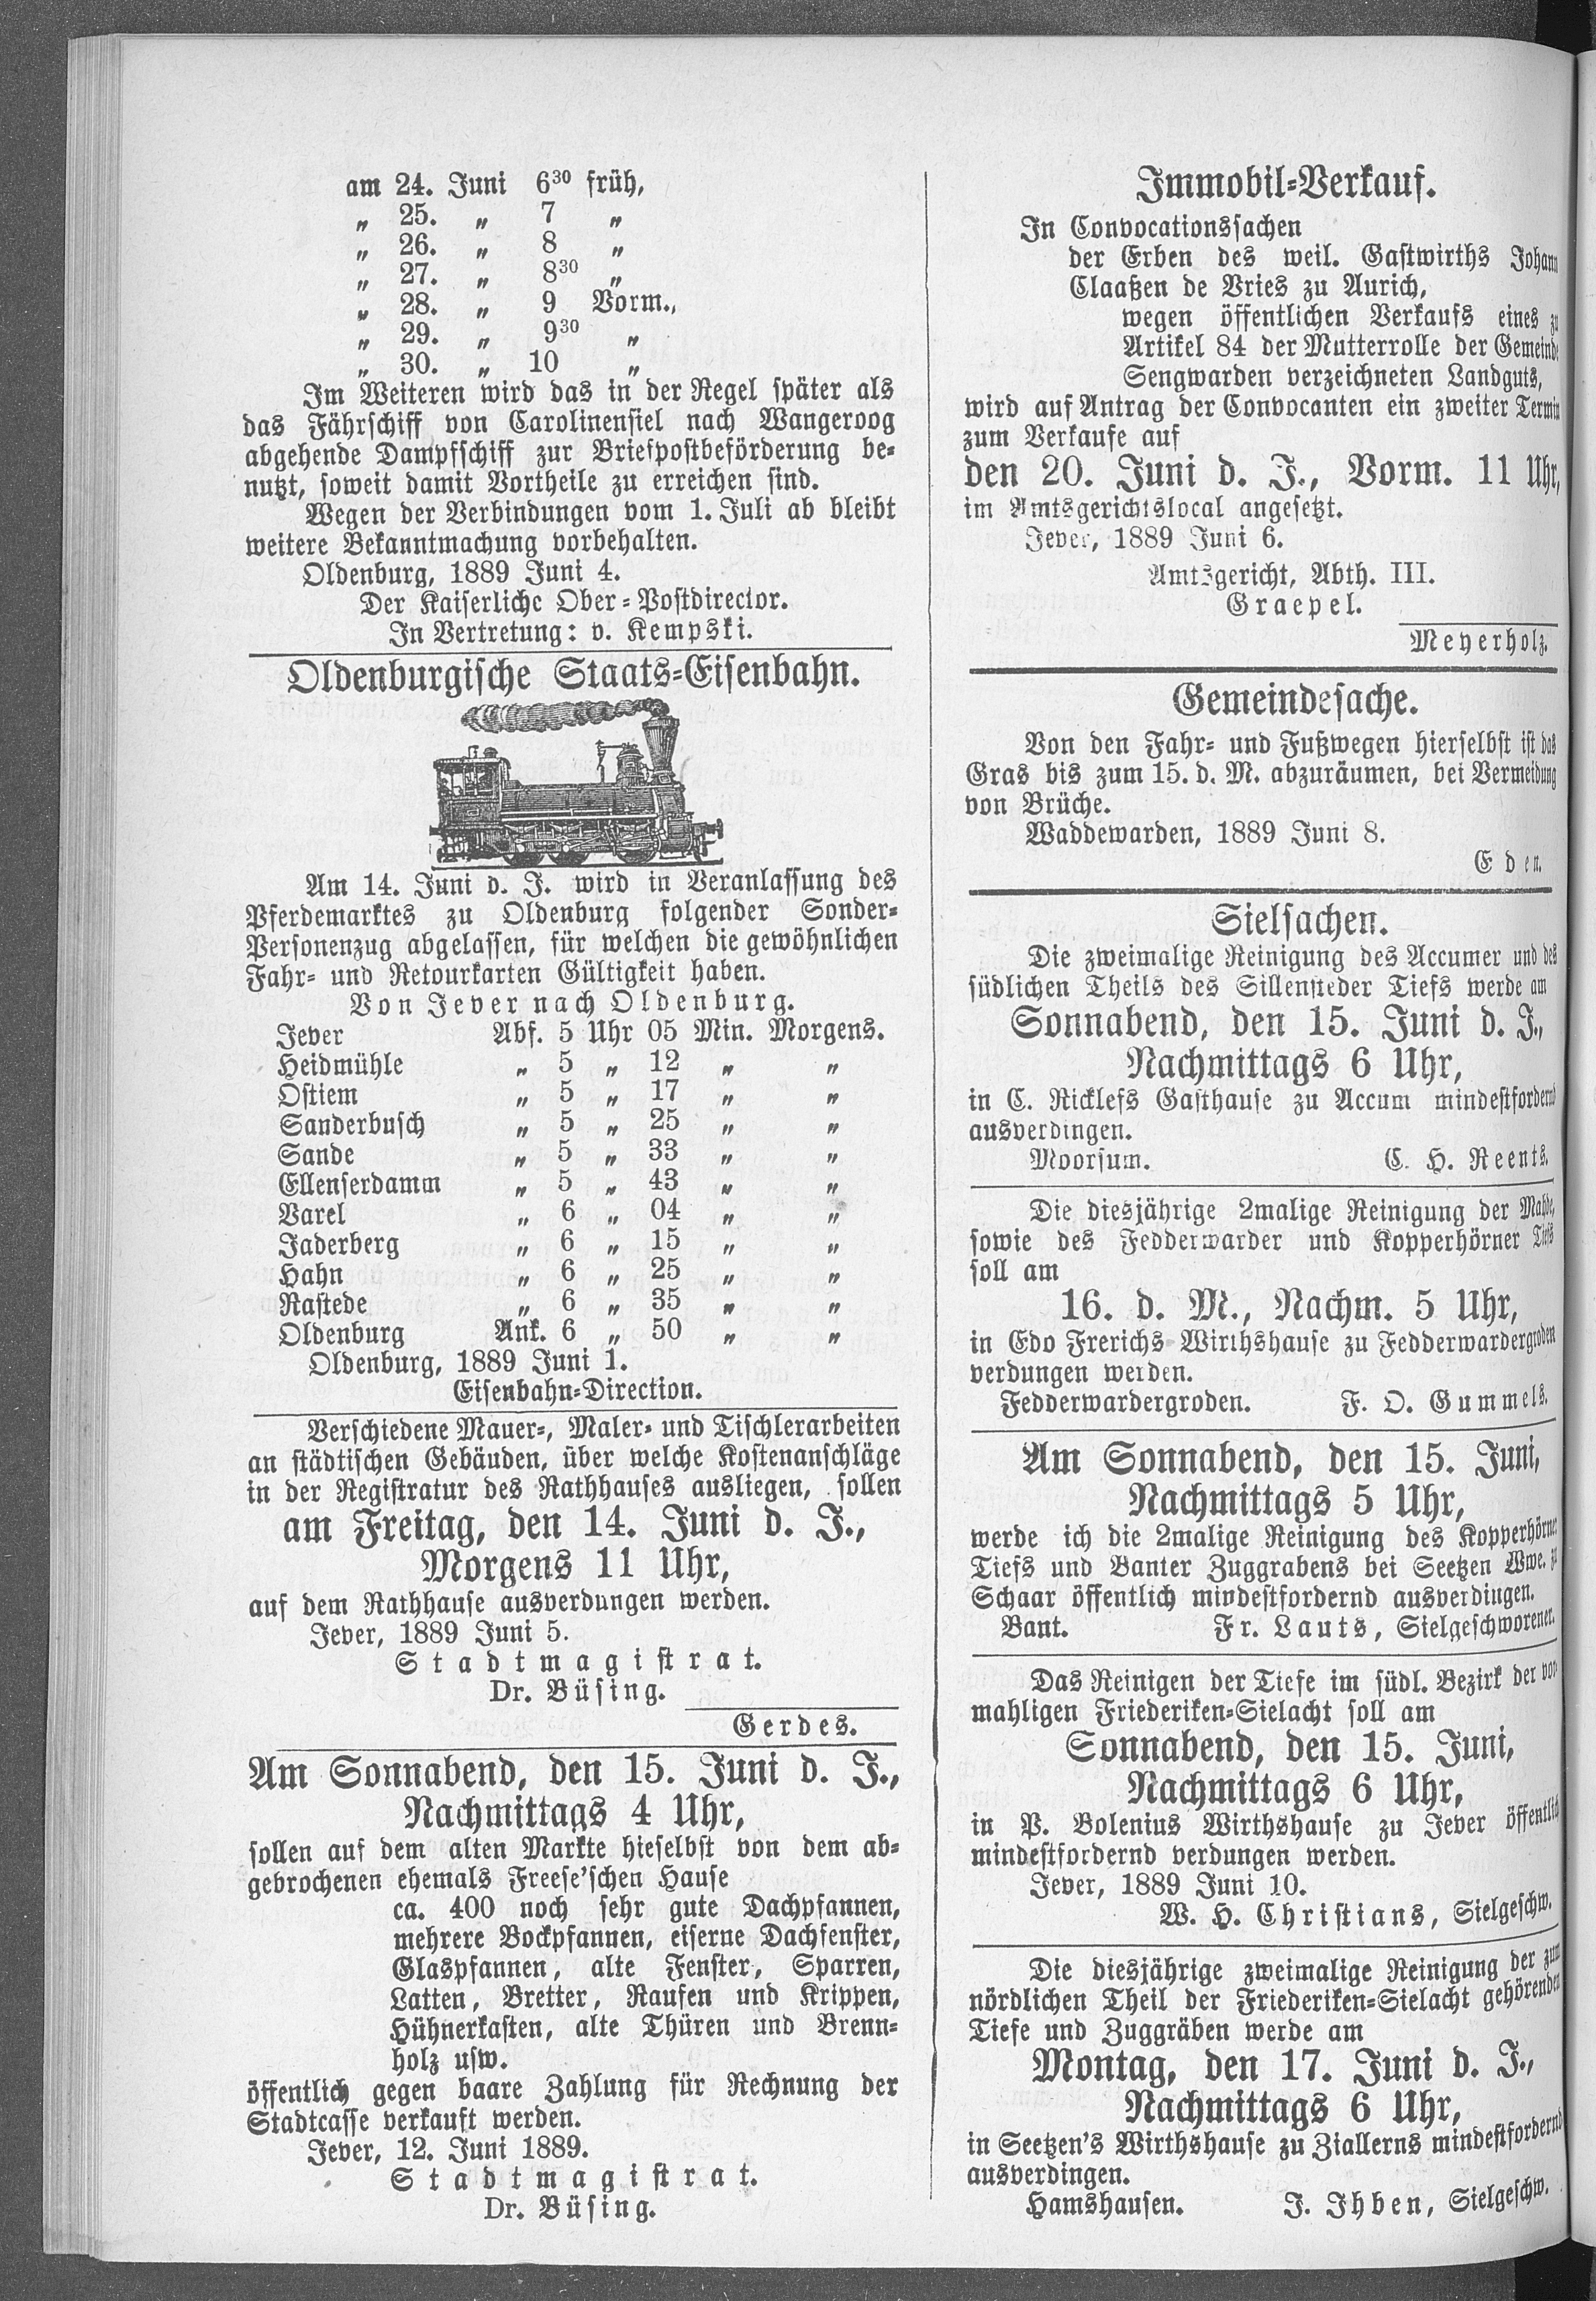 am 24. Juni 6³⁰ früh,
„ 25. „ 7 „
„ 26. „ 8 „
„ 27. „ 8³⁰ „
„ 28. „ 9 Vorm.,
„ 29. „ 9³⁰ „
„ 30. „ 10 „
Im Weiteren wird das in der Regel später als
das Fährschiff von Carolinensiel nach Wangeroog
abgehende Dampfschiff zur Briefpostbeförderung be-
nutzt, soweit damit Vortheile zu erreichen sind.
Wegen der Verbindungen vom 1. Juli ab bleibt
weitere Bekanntmachung vorbehalten.
Oldenburg, 1889 Juni 4.
Der Kaiserliche Ober-Postdirector.
In Vertretung: v. Kempski.
Oldenburgische Staats-Eisenbahn.
Am 14. Juni d. J. wird in Veranlassung des
Pferdemarktes zu Oldenburg folgender Sonder-
Personenzug abgelassen, für welchen die gewöhnlichen
Fahr- und Retourkarten Gültigkeit haben.
Von Jever nach Oldenburg.
Jever Abf. 5 Uhr 05 Min. Morgens.
Heidmühle „ 5 „ 12 „ „
Ostiem „ 5 „ 17 „ „
Sanderbusch „ 5 „ 25 „ „
Sande „ 5 „ 33 „ „
Ellenserdamm „ 5 „ 43 „ „
Varel „ 6 „ 04 „ „
Jaderberg „ 6 „ 15 „ „
Hahn „ 6 „ 25 „ „
Rastede „ 6 „ 35 „ „
Oldenburg Ank. 6 „ 50 „ „
Oldenburg, 1889 Juni 1.
Eisenbahn-Direction.
Verschiedene Mauer-, Maler- und Tischlerarbeiten
an städtischen Gebäuden, über welche Kostenanschläge
in der Registratur des Rathhauses ausliegen, sollen
am Freitag, den 14. Juni d. J.,
Morgens 11 Uhr,
auf dem Rathhause ausverdungen werden.
Jever, 1889 Juni 5.
Stadtmagistrat.
Dr. Büsing.
Gerdes.
Am Sonnabend, den 15. Juni d. J.,
Nachmittags 4 Uhr,
sollen auf dem alten Markte hieselbst von dem ab-
gebrochenen ehemals Freese'schen Hause
ca. 400 noch sehr gute Dachpfannen,
mehrere Bockpfannen, eiserne Dachfenster,
Glaspfannen, alte Fenster, Sparren,
Latten, Bretter, Raufen und Krippen,
Hühnerkasten, alte Thüren und Brenn-
holz usw.
öffentlich gegen baare Zahlung für Rechnung der
Stadtcasse verkauft werden.
Jever, 12. Juni 1889.
Stadtmagistrat.
Dr. Büsing.
Immobil-Verkauf.
In Convocationssachen
der Erben des weil. Gastwirths Johann
Claaßen de Vries zu Aurich,
wegen öffentlichen Verkaufs eines zu
Artikel 84 der Mutterrolle der Gemeinde
Sengwarden verzeichneten Landguts,
wird auf Antrag der Convocanten ein zweiter Termin
zum Verkaufe auf
den 20. Juni d. J., Vorm. 11 Uhr,
im Amtsgerichtslocal angesetzt.
Jever, 1889 Juni 6.
Amtsgericht, Abth. III.
Graepel.
Meyerholz.
Gemeindesache.
Von den Fahr- und Fußwegen hierselbst ist das
Gras bis zum 15. d. M. abzuräumen, bei Vermeidung
von Brüche.
Waddewarden, 1889 Juni 8.
Eden.
Sielsachen.
Die zweimalige Reinigung des Accumer und des
südlichen Theils des Sillensteder Tiefs werde am
Sonnabend, den 15. Juni d. J.,
Nachmittags 6 Uhr,
in C. Ricklefs Gasthause zu Accum mindestfordernd
ausverdingen.
Moorsum. C. H. Reents.
Die diesjährige 2malige Reinigung der Mahde,
sowie des Fedderwarder und Kopperhörner Tiefs
soll am
16. d. M., Nachm. 5 Uhr,
in Edo Frerichs Wirthshause zu Fedderwardergroden
verdungen werden.
Fedderwardergroden. F. O. Gummels.
Am Sonnabend, den 15. Juni,
Nachmittags 5 Uhr,
werde ich die 2malige Reinigung des Kopperhörner
Tiefs und Banter Zuggrabens bei Seetzen Wwe. zu
Schaar öffentlich mindestfordernd ausverdingen.
Bant. Fr. Lauts, Sielgeschworener.
Das Reinigen der Tiefe im südl. Bezirk der vor-
mahligen Friederiken-Sielacht soll am
Sonnabend, den 15. Juni,
Nachmittags 6 Uhr,
in P. Bolenius Wirthshause zu Jever öffentlich
mindestfordernd verdungen werden.
Jever, 1889 Juni 10.
W. H. Christians, Sielgeschw.
Die diesjährige zweimalige Reinigung der zum
nördlichen Theil der Friederiken-Sielacht gehörenden
Tiefe und Zuggräben werde am
Montag, den 17. Juni d. J.,
Nachmittags 6 Uhr,
in Seetzen's Wirthshause zu Ziallerns mindestfordernd
ausverdingen.
Hamshausen. J. Ihben, Sielgeschw.